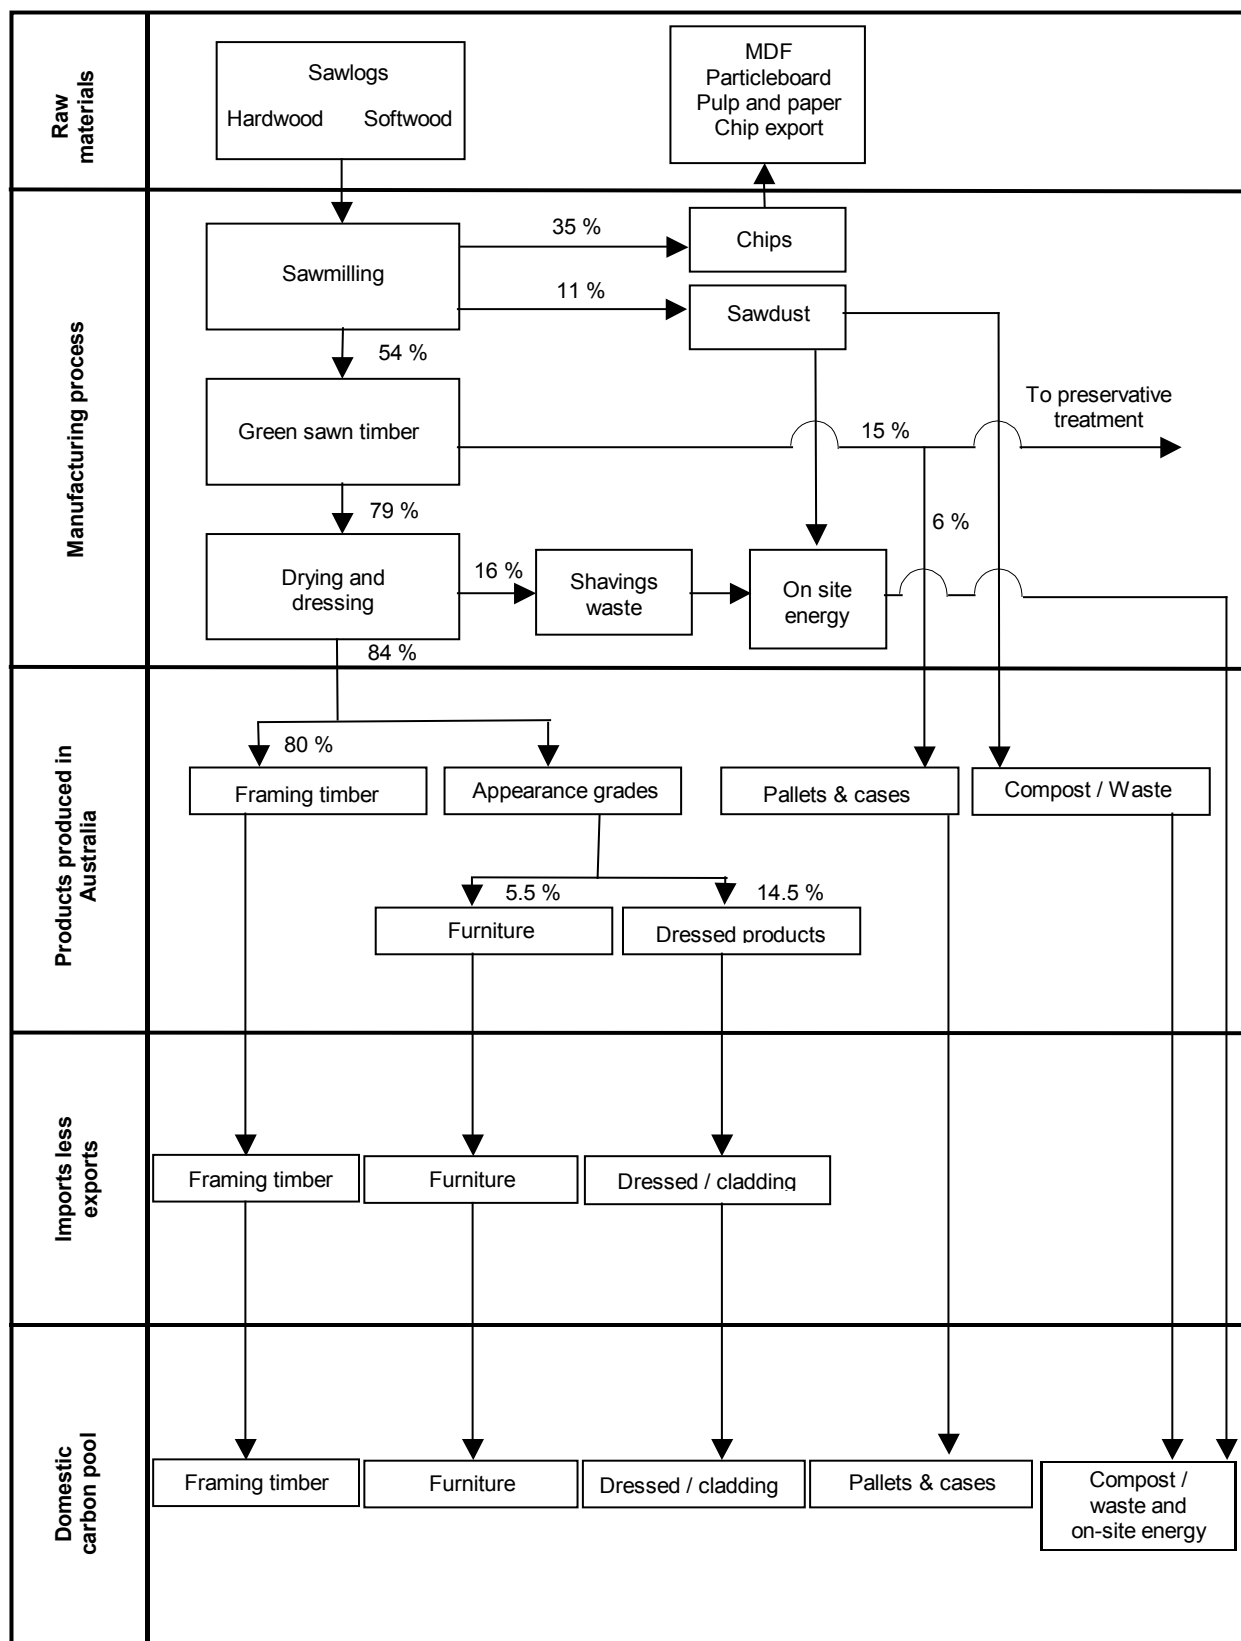 Raw
materials
Sawlogs
Hardwood Softwood
MDF
Particleboard
Pulp and paper
Chip export
Manufacturing process
Sawmilling
35 %
Chips
11 %
Sawdust
54 %
Green sawn timber
15 %
To preservative
treatment
79 %
6 %
Drying and
dressing
16 %
Shavings
waste
On site
energy
84 %
Products produced in
Australia
80 %
Framing timber
Appearance grades
Pallets & cases
Compost / Waste
5.5 %
14.5 %
Furniture
Dressed products
Imports less
exports
Framing timber
Furniture
Dressed / cladding
Domestic
carbon pool
Framing timber
Furniture
Dressed / cladding
Pallets & cases
Compost /
waste and
on-site energy